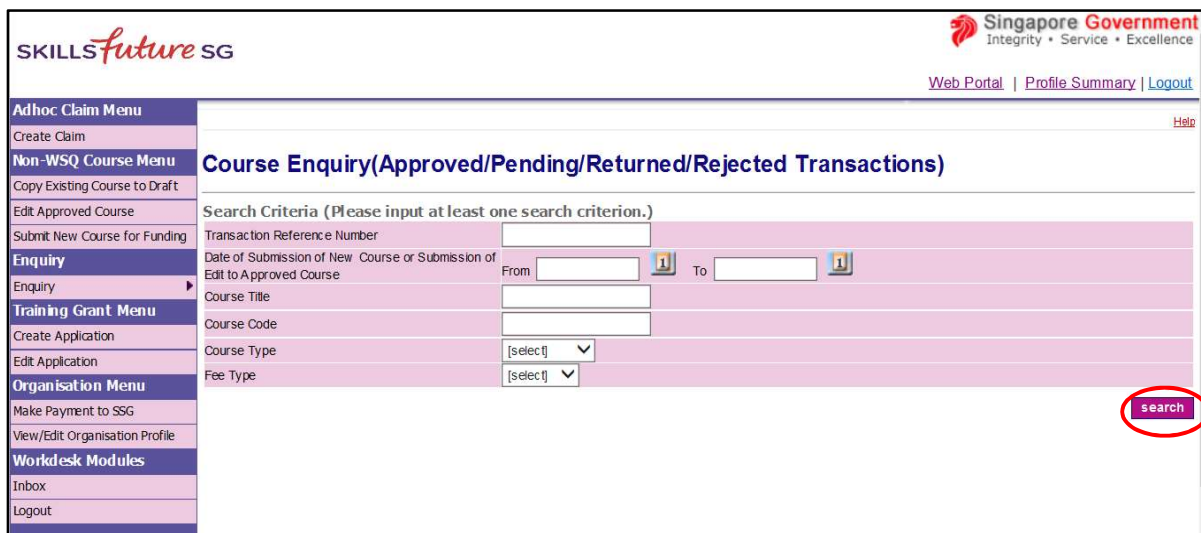 SKILLSfuture SG
Singapore Government
Integrity • Service • Excellence
Web Portal | Profile Summary | Logout
Adhoc Claim Menu
Create Claim
Non-WSQ Course Menu
Copy Existing Course to Draft
Edit Approved Course
Submit New Course for Funding
Enquiry
Enquiry
Training Grant Menu
Create Application
Edit Application
Organisation Menu
Make Payment to SSG
View/Edit Organisation Profile
Workdesk Modules
Inbox
Logout
Help
Course Enquiry(Approved/Pending/Returned/Rejected Transactions)
Search Criteria (Please input at least one search criterion.)
Transaction Reference Number
Date of Submission of New Course or Submission of
Edit to Approved Course
From 1 To 1
Course Title
Course Code
Course Type [select]
Fee Type [select]
search